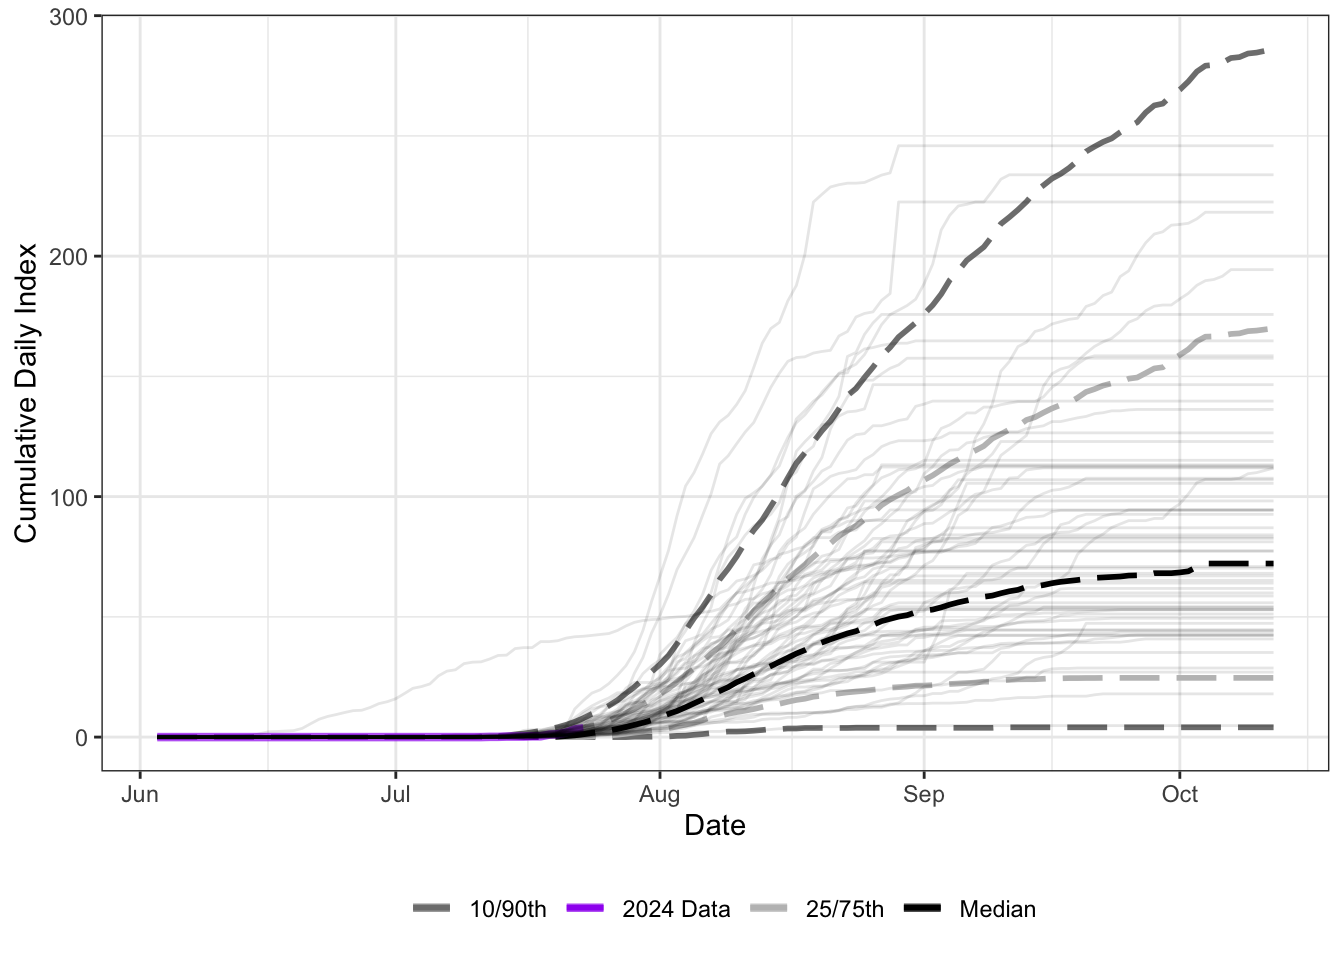 300
200
100
0
Cumulative Daily Index
Jun Jul Aug Sep Oct
Date
10/90th 2024 Data 25/75th Median